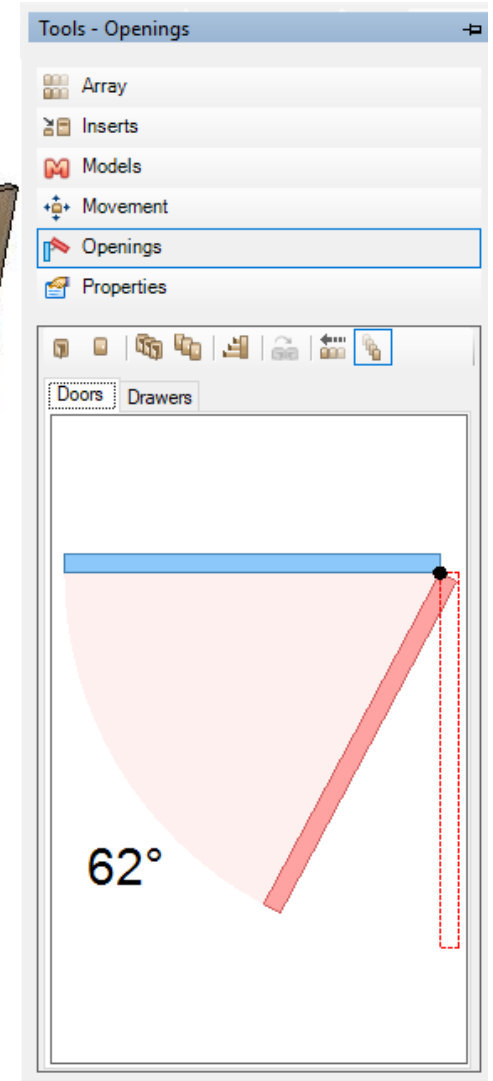 Tools - Openings
Array
Inserts
Models
Movement
Openings
Properties
Doors Drawers
62°